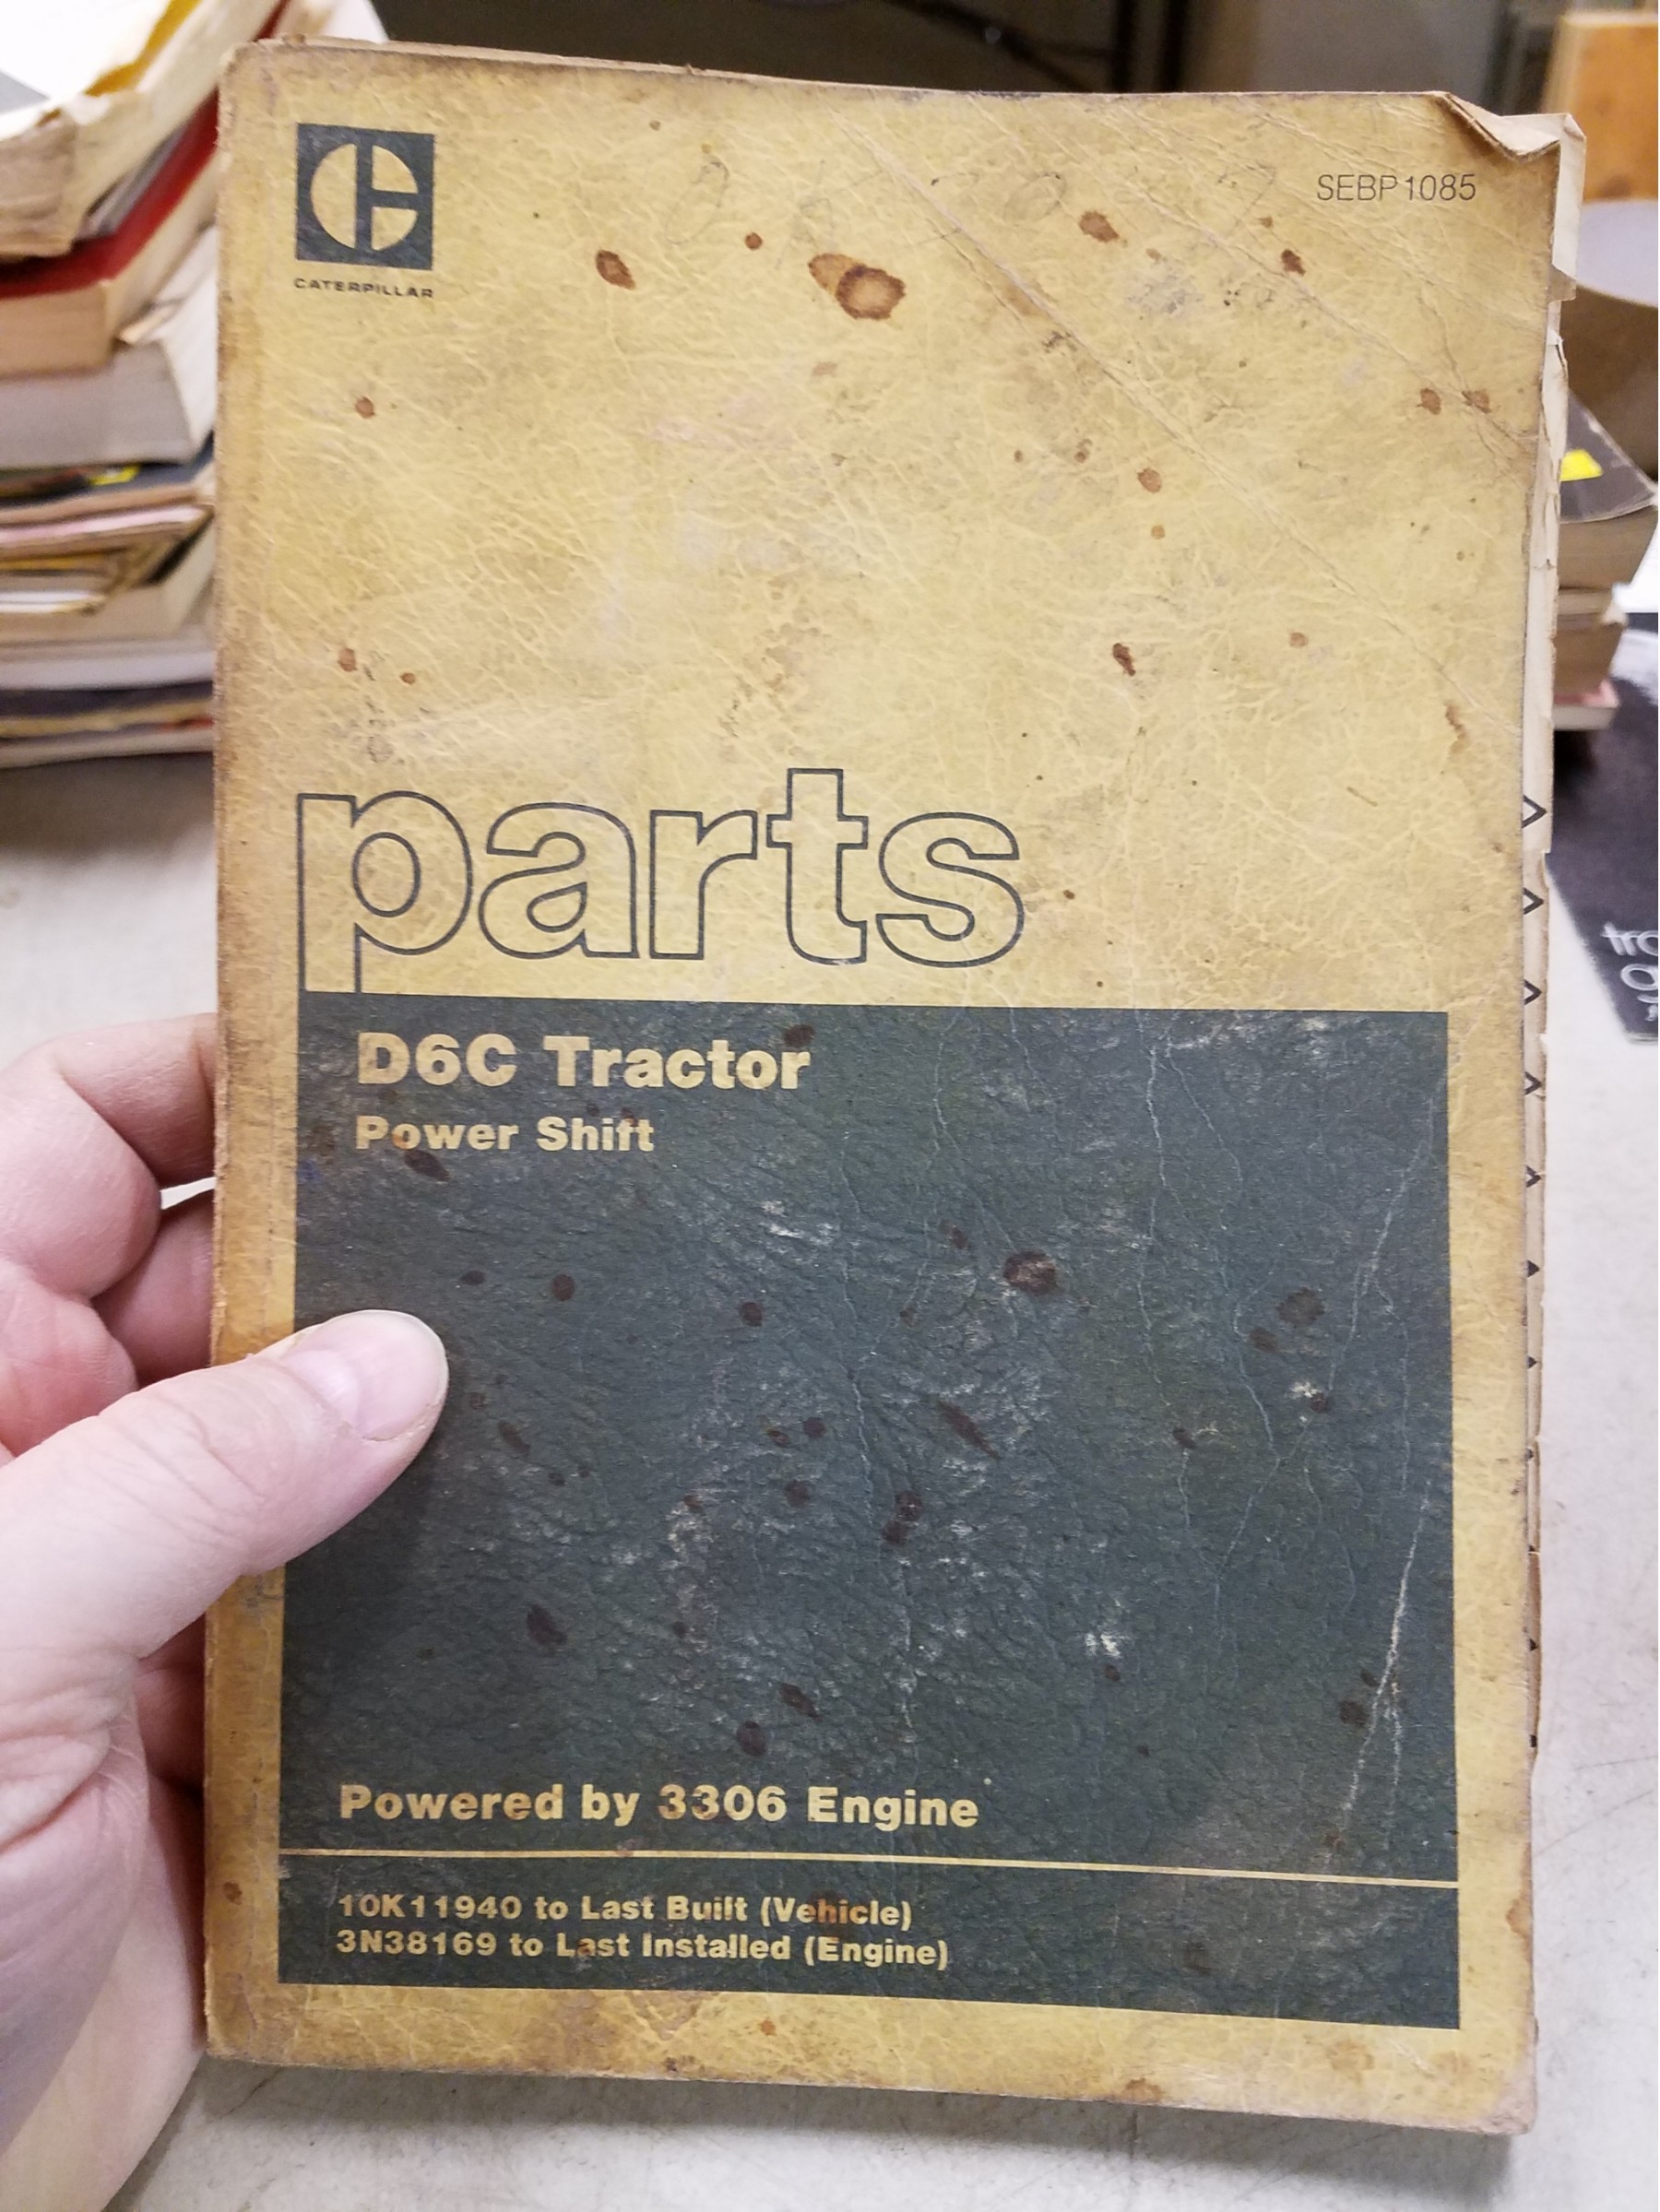 SEBP1085
CATERPILLAR
parts
D6C Tractor
Power Shift
Powered by 3306 Engine
10K11940 to Last Built (Vehicle)
3N38169 to Last Installed (Engine)